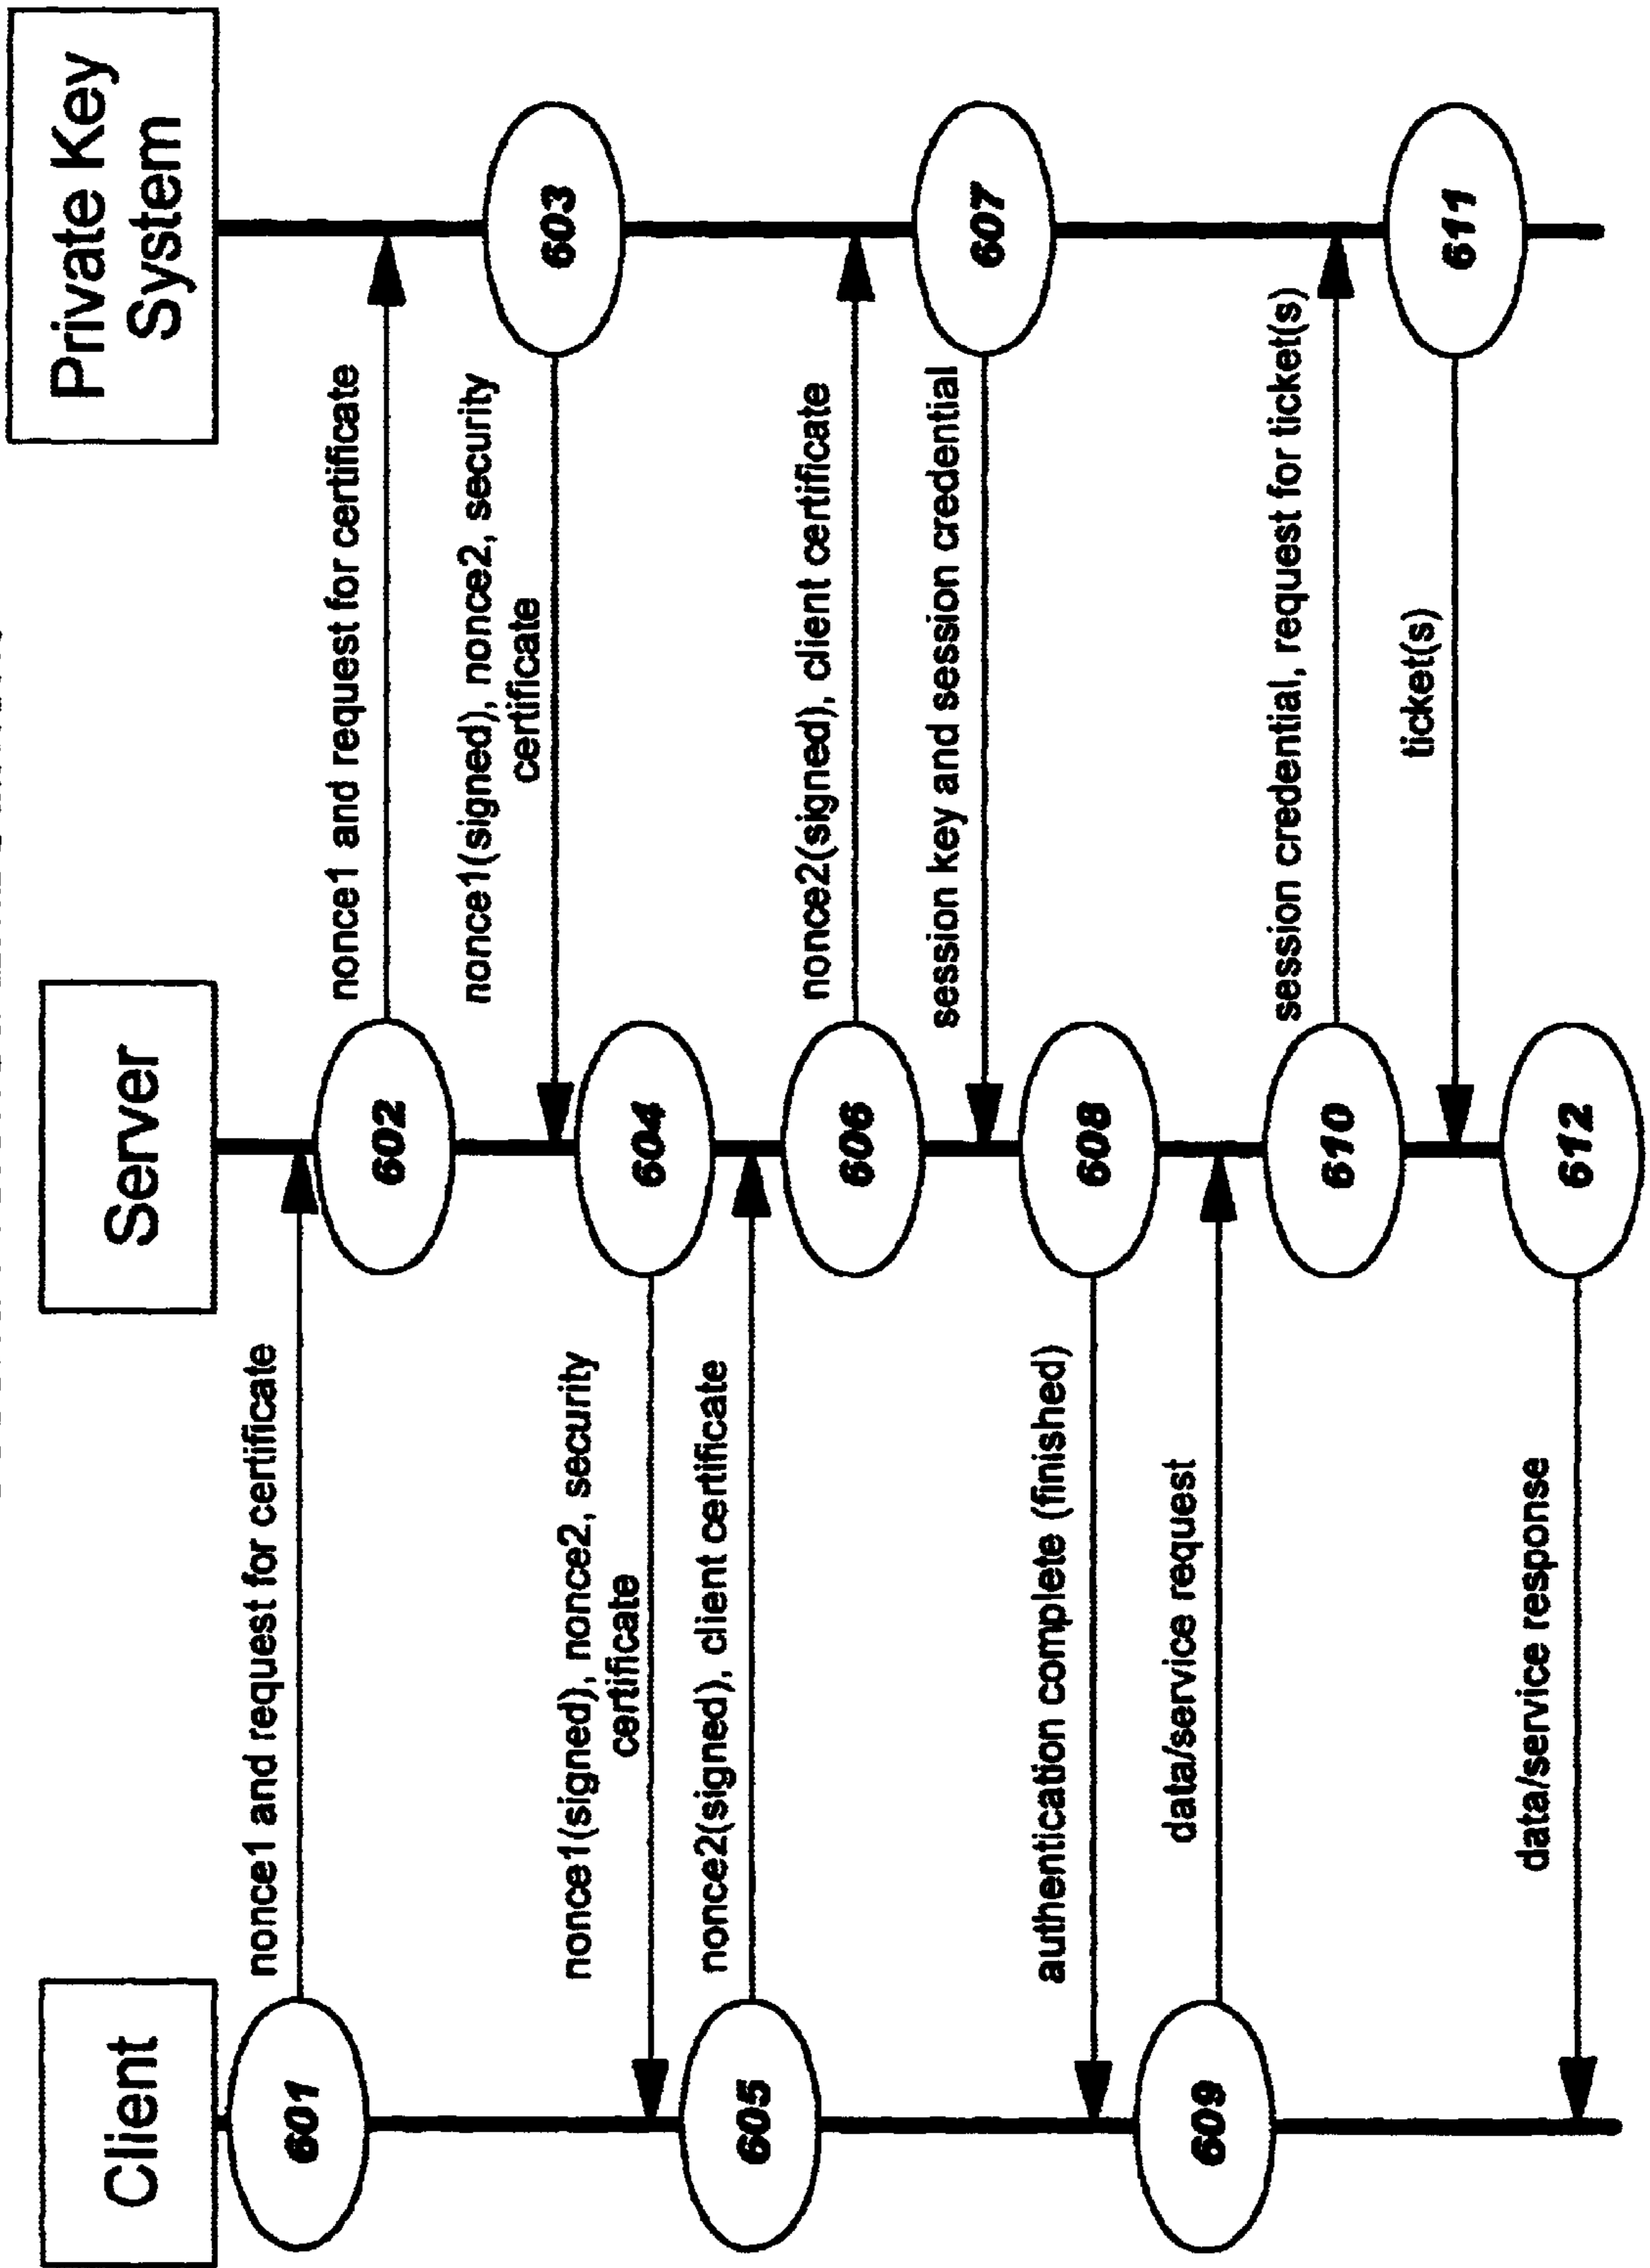 Client
Server
Private Key
System
601
nonce1 and request for certificate
602
nonce1 and request for certificate
603
nonce1(signed), nonce2, security
certificate
604
nonce1(signed), nonce2, security
certificate
605
nonce2(signed), client certificate
606
nonce2(signed), client certificate
607
session key and session credential
608
authentication complete (finished)
609
data/service request
610
session credential, request for ticket(s)
611
ticket(s)
612
data/service response